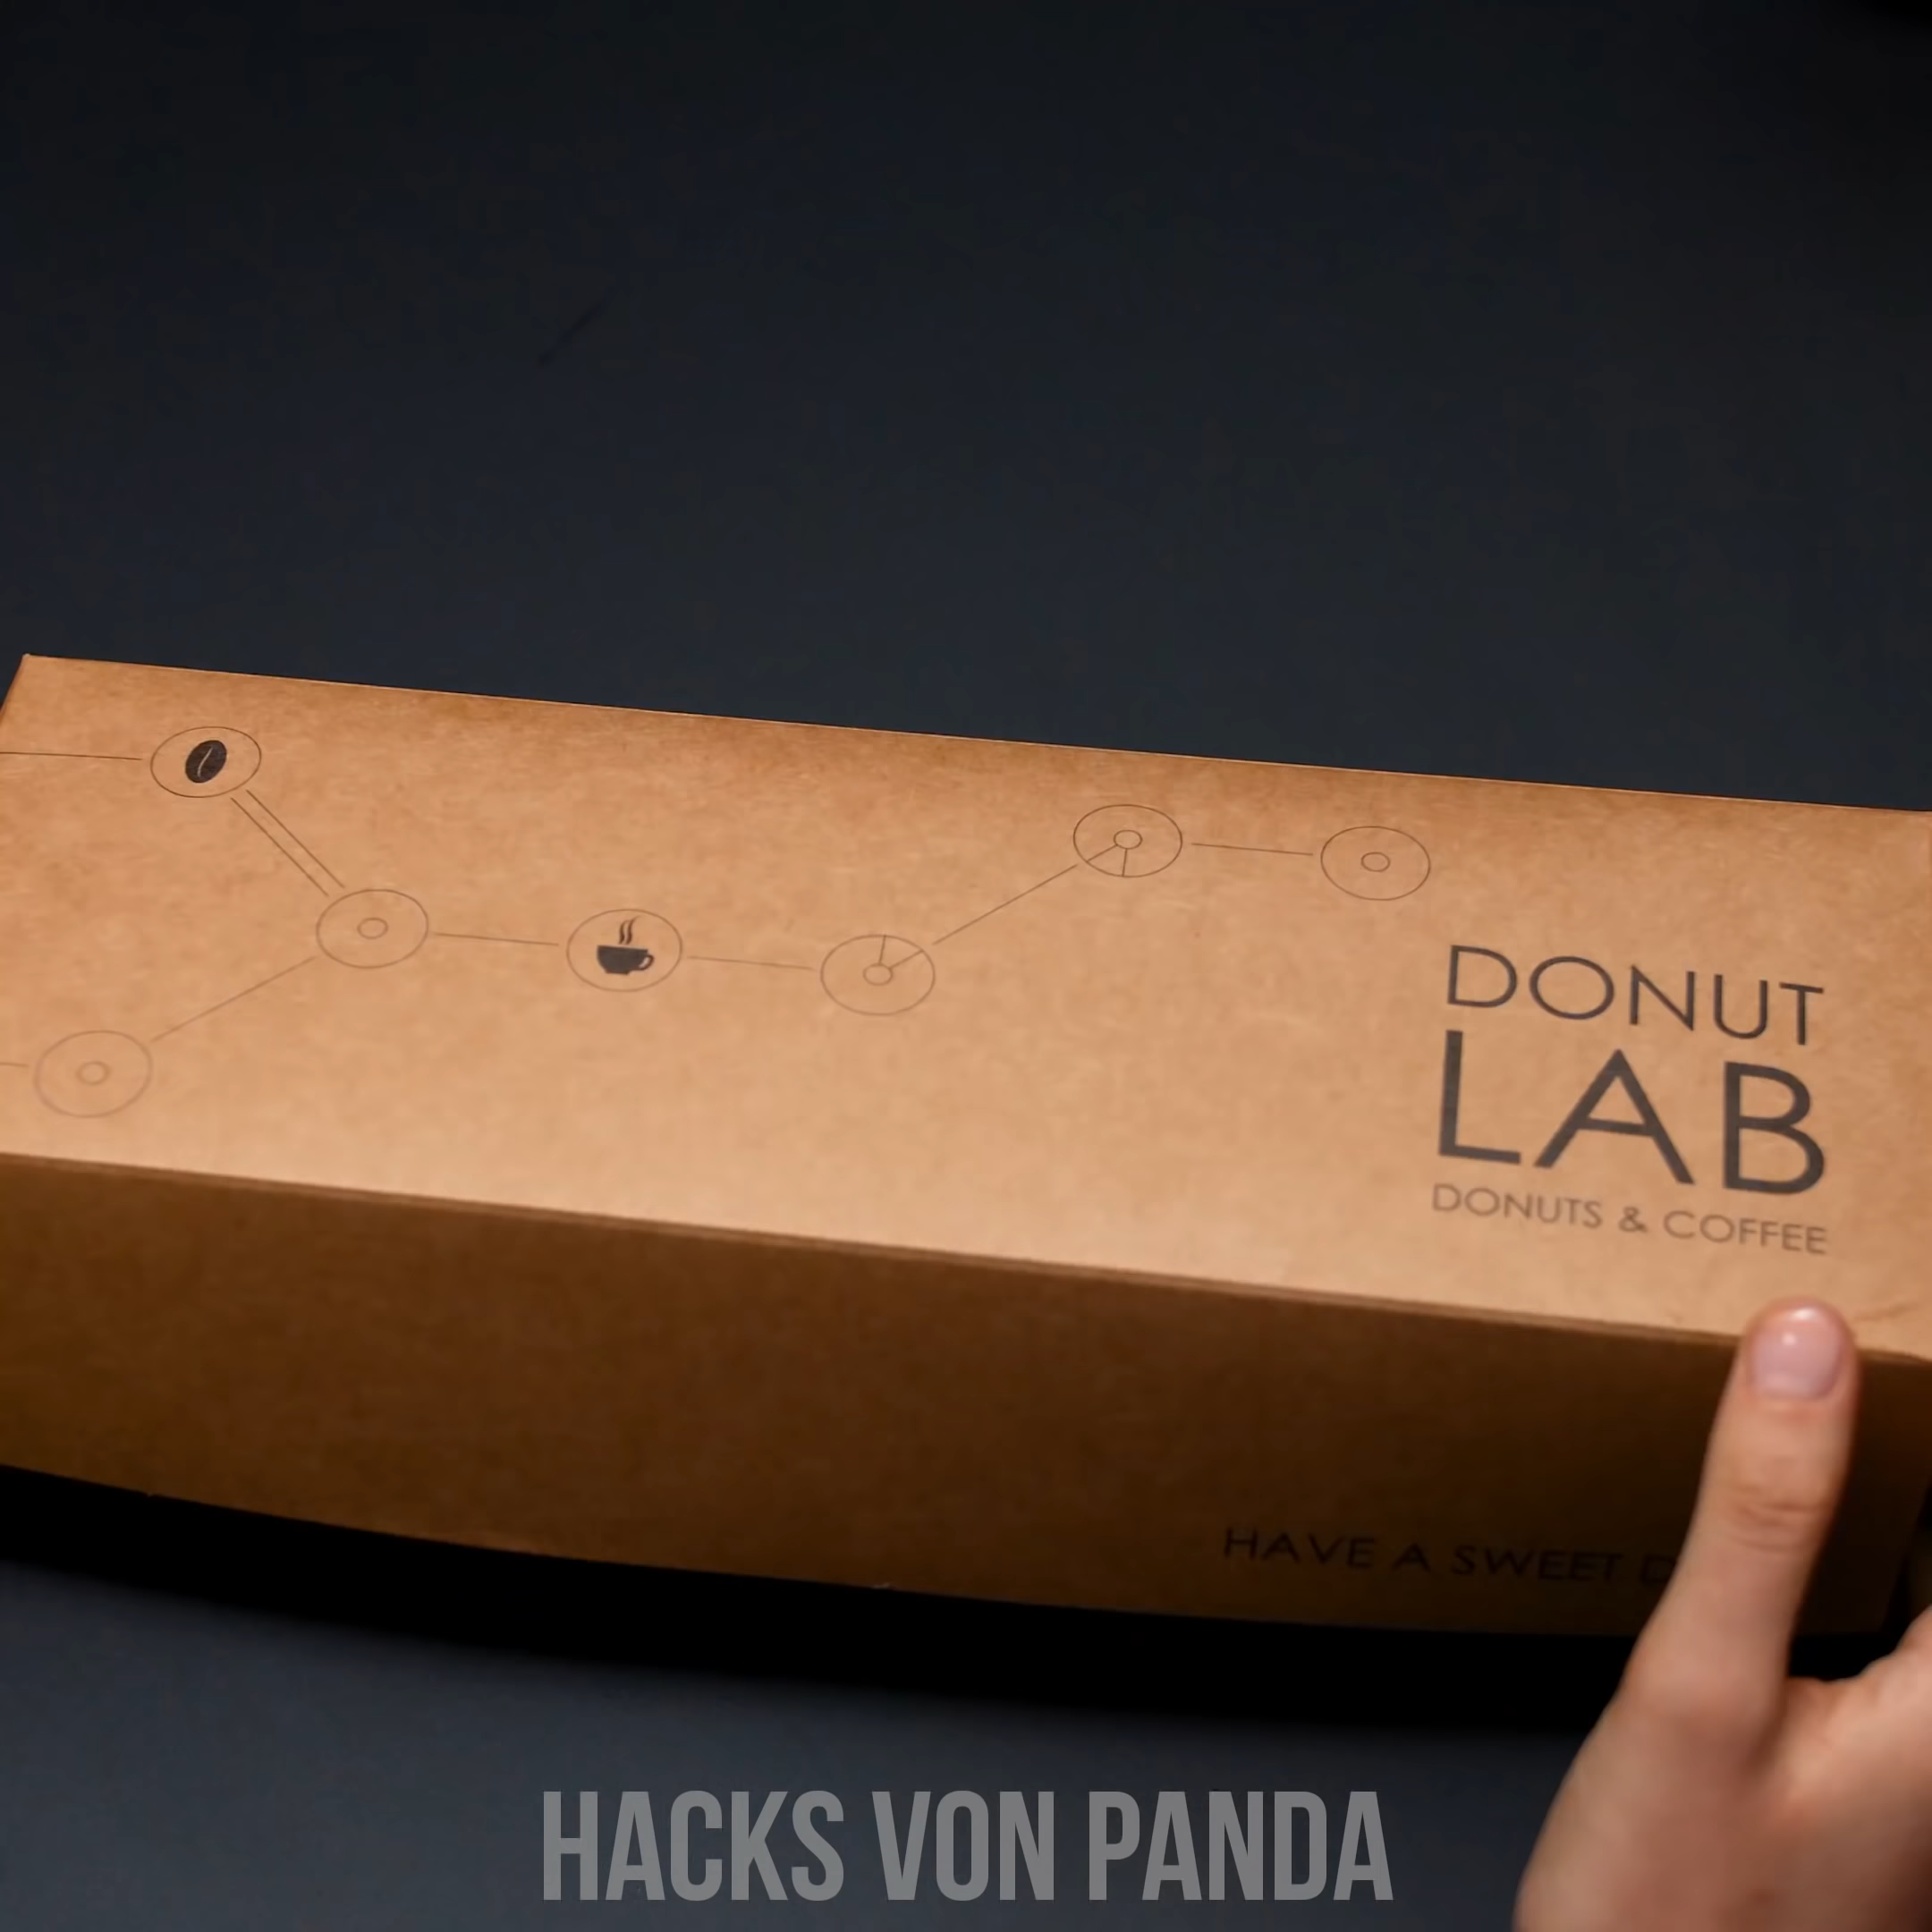 DONUT
LAB
DONUTS & COFFEE
HAVE A SWEET
HACKS VON PANDA